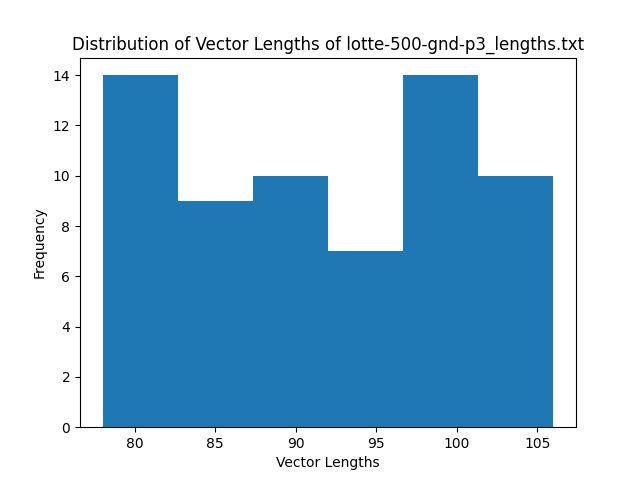 Distribution of Vector Lengths of lotte-500-gnd-p3_lengths.txt
Frequency
14
12
10
8
6
4
2
0
80 85 90 95 100 105
Vector Lengths